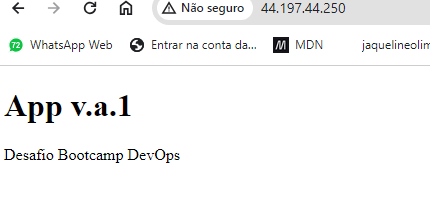 Não seguro 44.197.44.250
72 WhatsApp Web Entrar na conta da... M MDN jaquelineolim
App v.a.1
Desafio Bootcamp DevOps